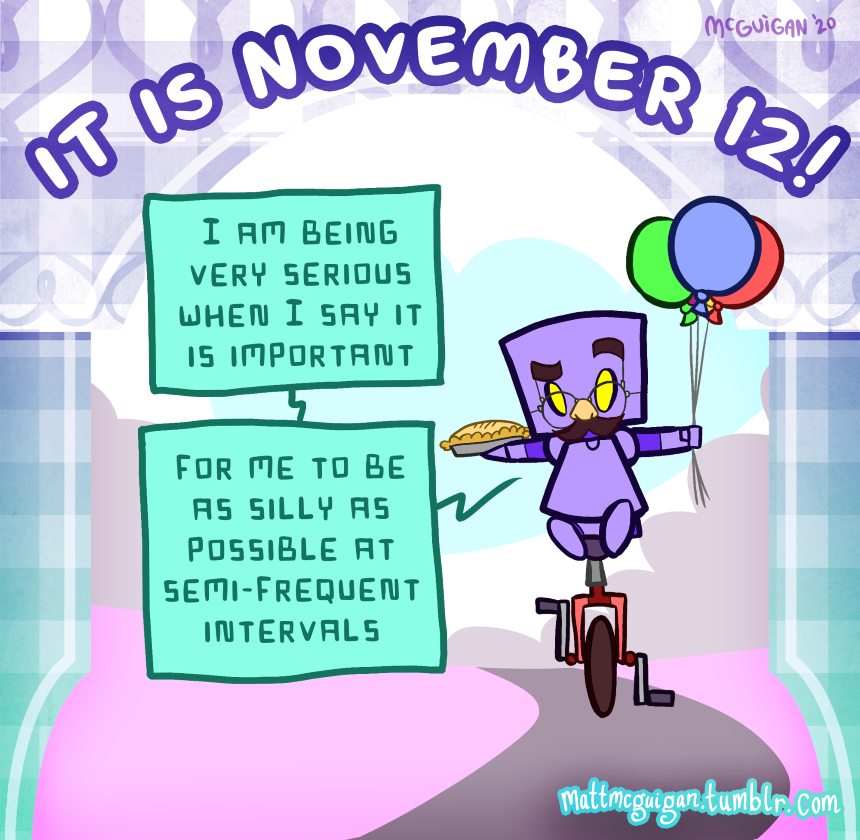 McGUiGAN '20
IT IS NOVEMBER 12!
I AM BEING
VERY SERIOUS
WHEN I SAY IT
IS IMPORTANT
FOR ME TO BE
AS SILLY AS
POSSIBLE AT
SEMI-FREQUENT
INTERVALS
mattmcguigan.tumblr.com